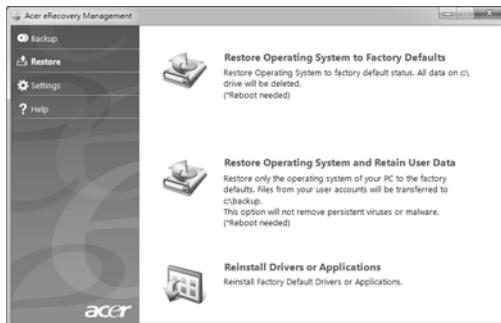 Acer eRecovery Management
Backup
Restore
Settings
Help
Restore Operating System to Factory Defaults
Restore Operating System to factory default status. All data on c:\
drive will be deleted.
(*Reboot needed)
Restore Operating System and Retain User Data
Restore only the operating system of your PC to the factory
defaults. Files from your user accounts will be transferred to
c:\backup.
This option will not remove persistent viruses or malware.
(*Reboot needed)
Reinstall Drivers or Applications
Reinstall Factory Default Drivers or Applications.
acer